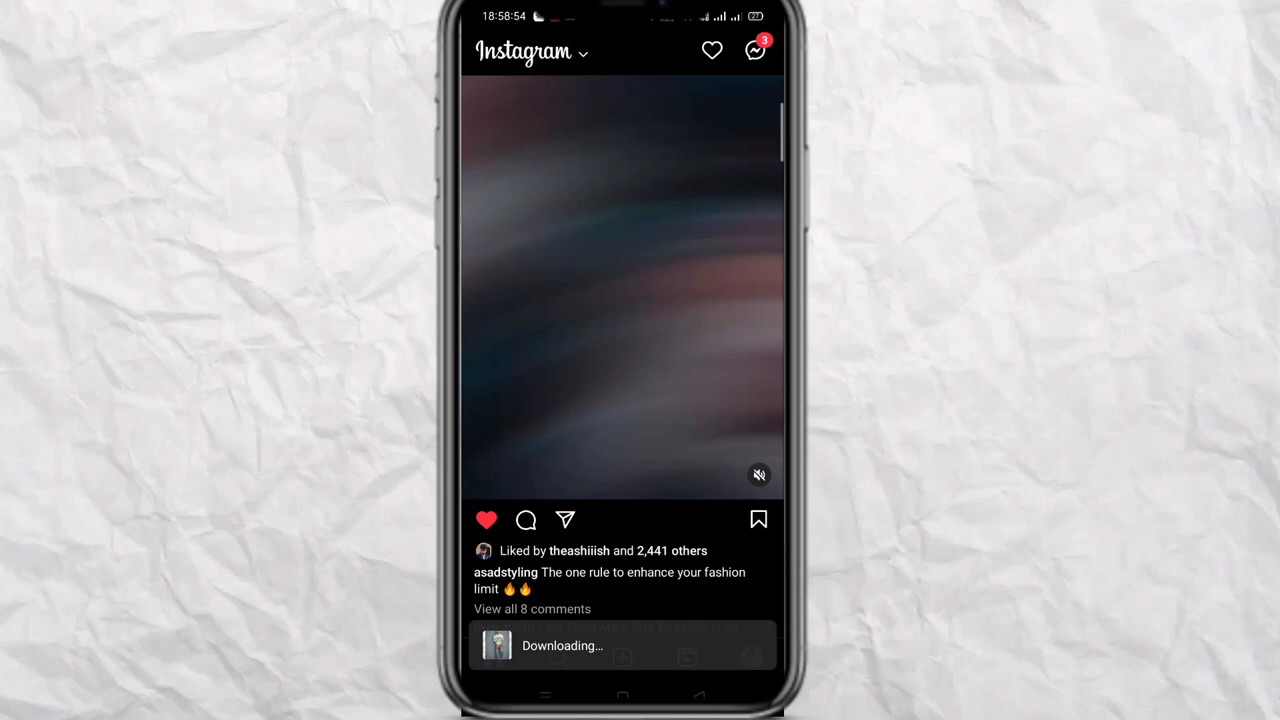 18:58:54
27
Instagram
3
Liked by theashiiish and 2,441 others
asadstyling The one rule to enhance your fashion
limit 🔥🔥
View all 8 comments
Downloading...